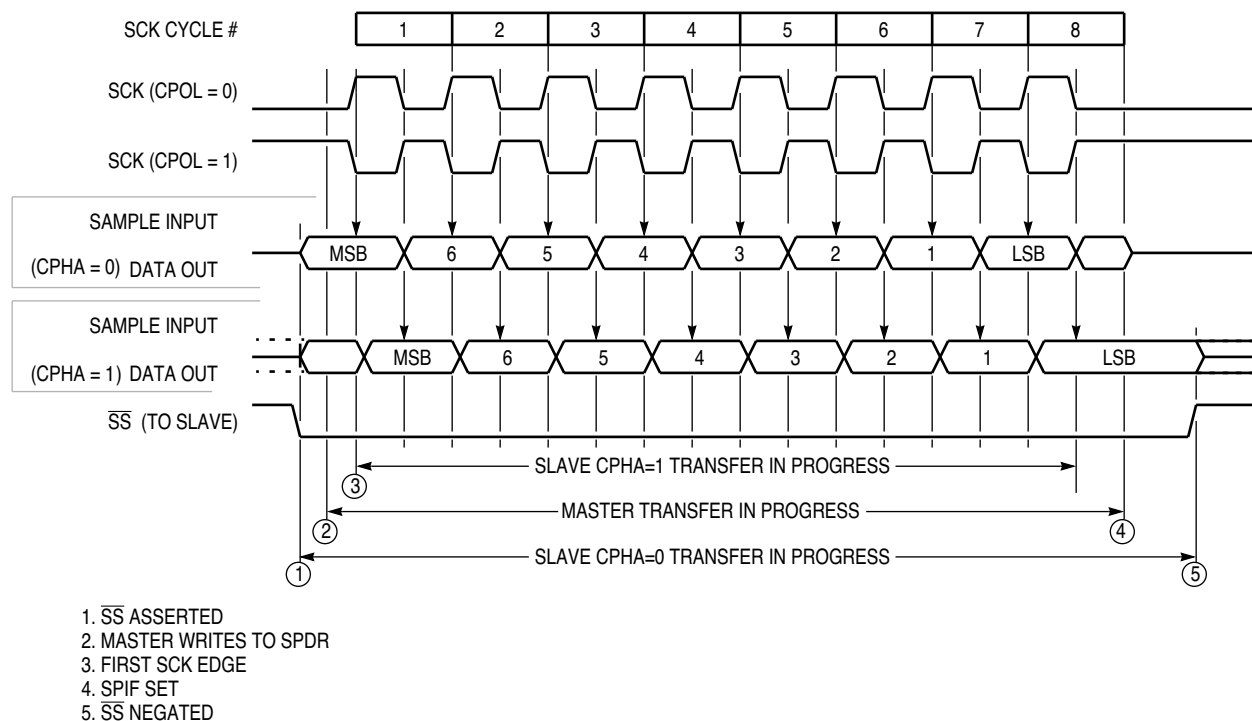 SCK CYCLE # 1 2 3 4 5 6 7 8
SCK (CPOL = 0)
SCK (CPOL = 1)
SAMPLE INPUT
MSB 6 5 4 3 2 1 LSB
(CPHA = 0) DATA OUT
SAMPLE INPUT
MSB 6 5 4 3 2 1 LSB
(CPHA = 1) DATA OUT
S̅S̅ (TO SLAVE)
SLAVE CPHA=1 TRANSFER IN PROGRESS
3
MASTER TRANSFER IN PROGRESS
2 4
SLAVE CPHA=0 TRANSFER IN PROGRESS
1 5
1. S̅S̅ ASSERTED
2. MASTER WRITES TO SPDR
3. FIRST SCK EDGE
4. SPIF SET
5. S̅S̅ NEGATED